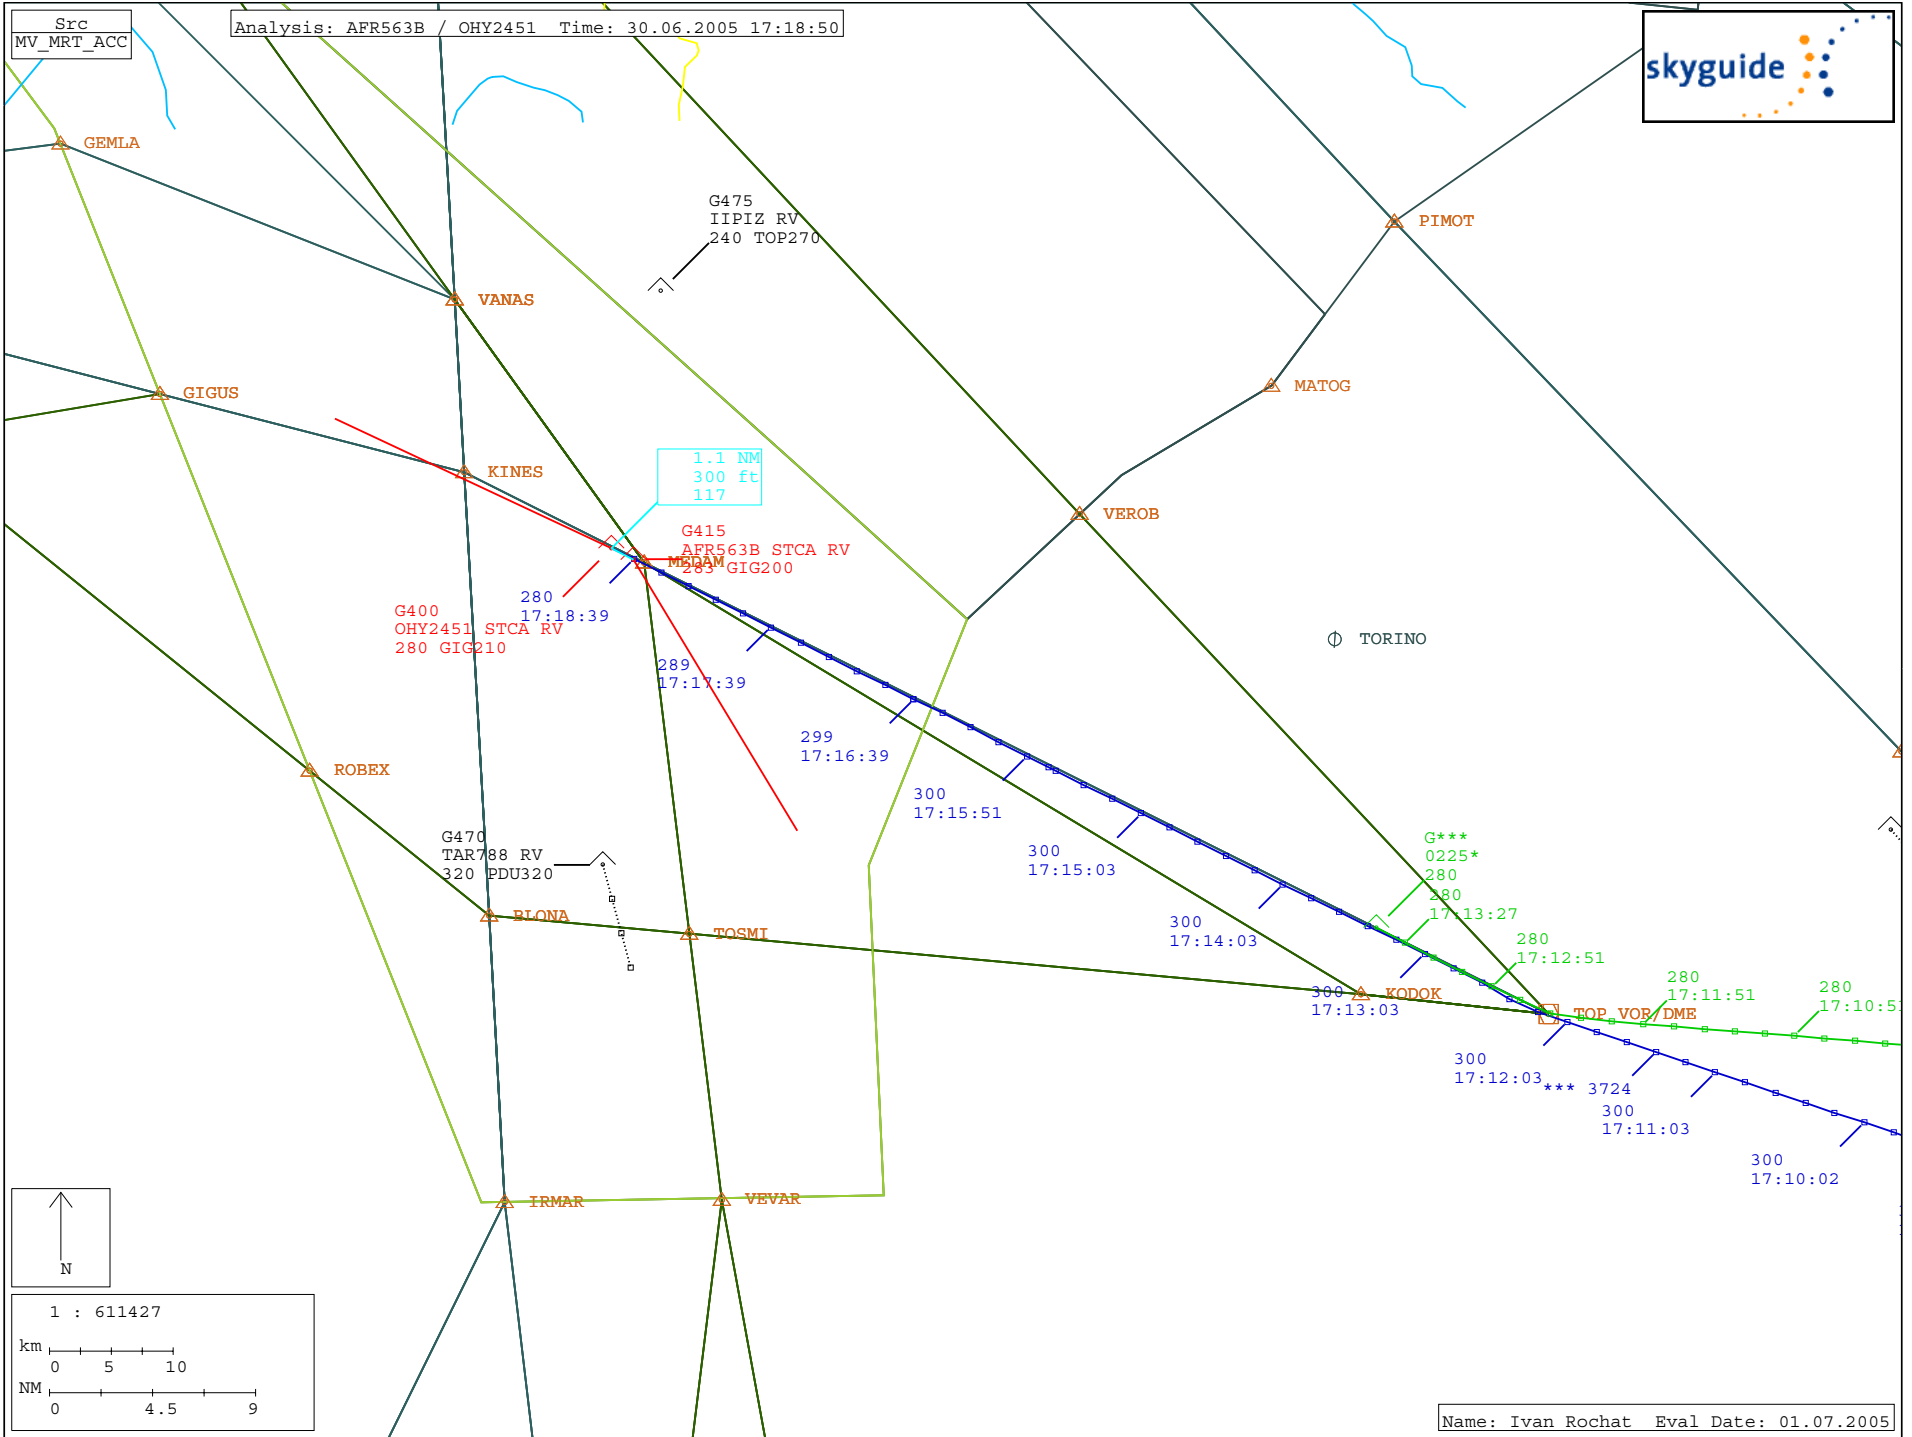 Src
MV_MRT_ACC
Analysis: AFR563B / OHY2451  Time: 30.06.2005 17:18:50
skyguide
GEMLA
G475
IIPIZ RV
240 TOP270
PIMOT
VANAS
GIGUS
MATOG
KINES
1.1 NM
300 ft
117
VEROB
G415
AFR563B STCA RV
283 GIG200
MEDAM
280
17:18:39
G400
OHY2451 STCA RV
280 GIG210
TORINO
289
17:17:39
299
17:16:39
ROBEX
300
17:15:51
G470
TAR788 RV
320 PDU320
300
17:15:03
G***
0225*
280
280
17:13:27
BLONA
TOSMI
300
17:14:03
280
17:12:51
280
17:11:51
280
KODOK
300
17:13:03
TOP VOR/DME
300
17:12:03
*** 3724
300
17:11:03
300
17:10:02
IRMAR
VEVAR
N
1 : 611427
km
0 5 10
NM
0 4.5 9
Name: Ivan Rochat  Eval Date: 01.07.2005